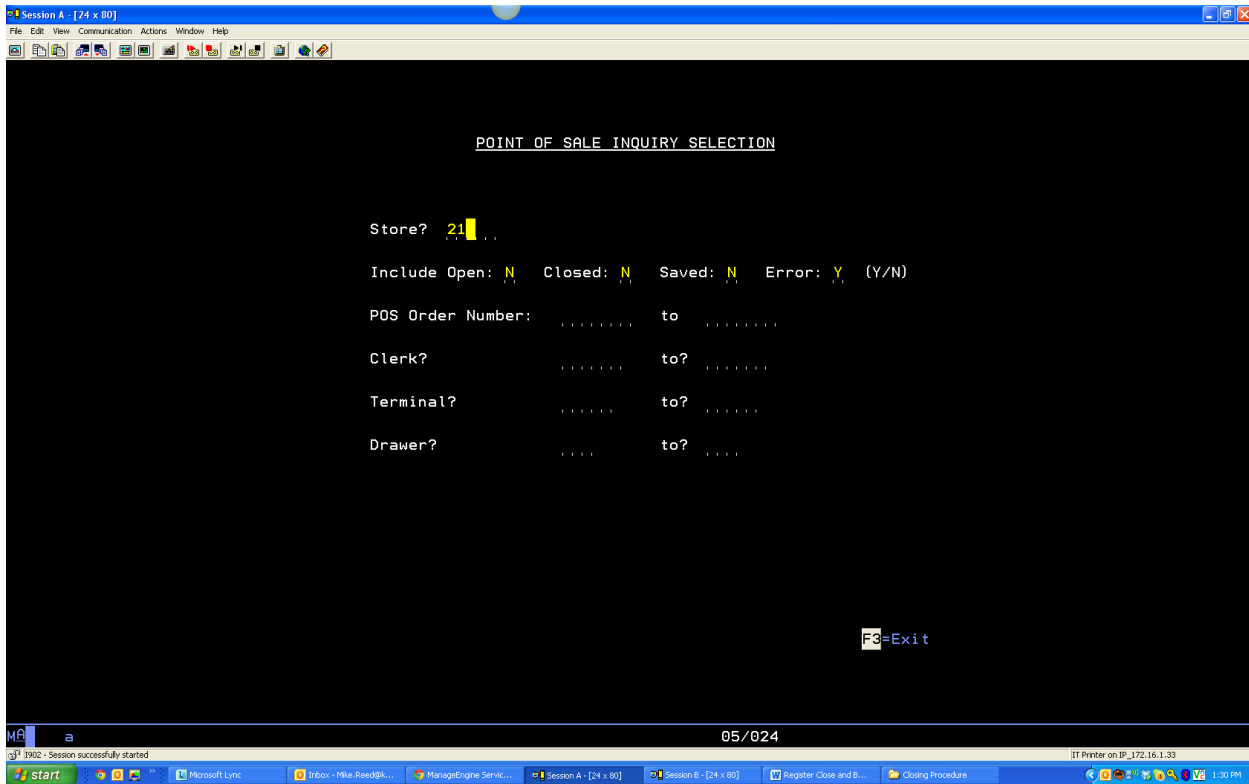 Session A - [24 x 80]
File Edit View Communication Actions Window Help
POINT OF SALE INQUIRY SELECTION
Store? 21
Include Open: N Closed: N Saved: N Error: Y (Y/N)
POS Order Number: to
Clerk? to?
Terminal? to?
Drawer? to?
F3=Exit
MA a 05/024
I902 - Session successfully started IT Printer on IP_172.16.1.33
start Microsoft Lync Inbox - Mike.Reed@k... ManageEngine Servic... Session A - [24 x 80] Session B - [24 x 80] Register Close and B... Closing Procedure 1:30 PM